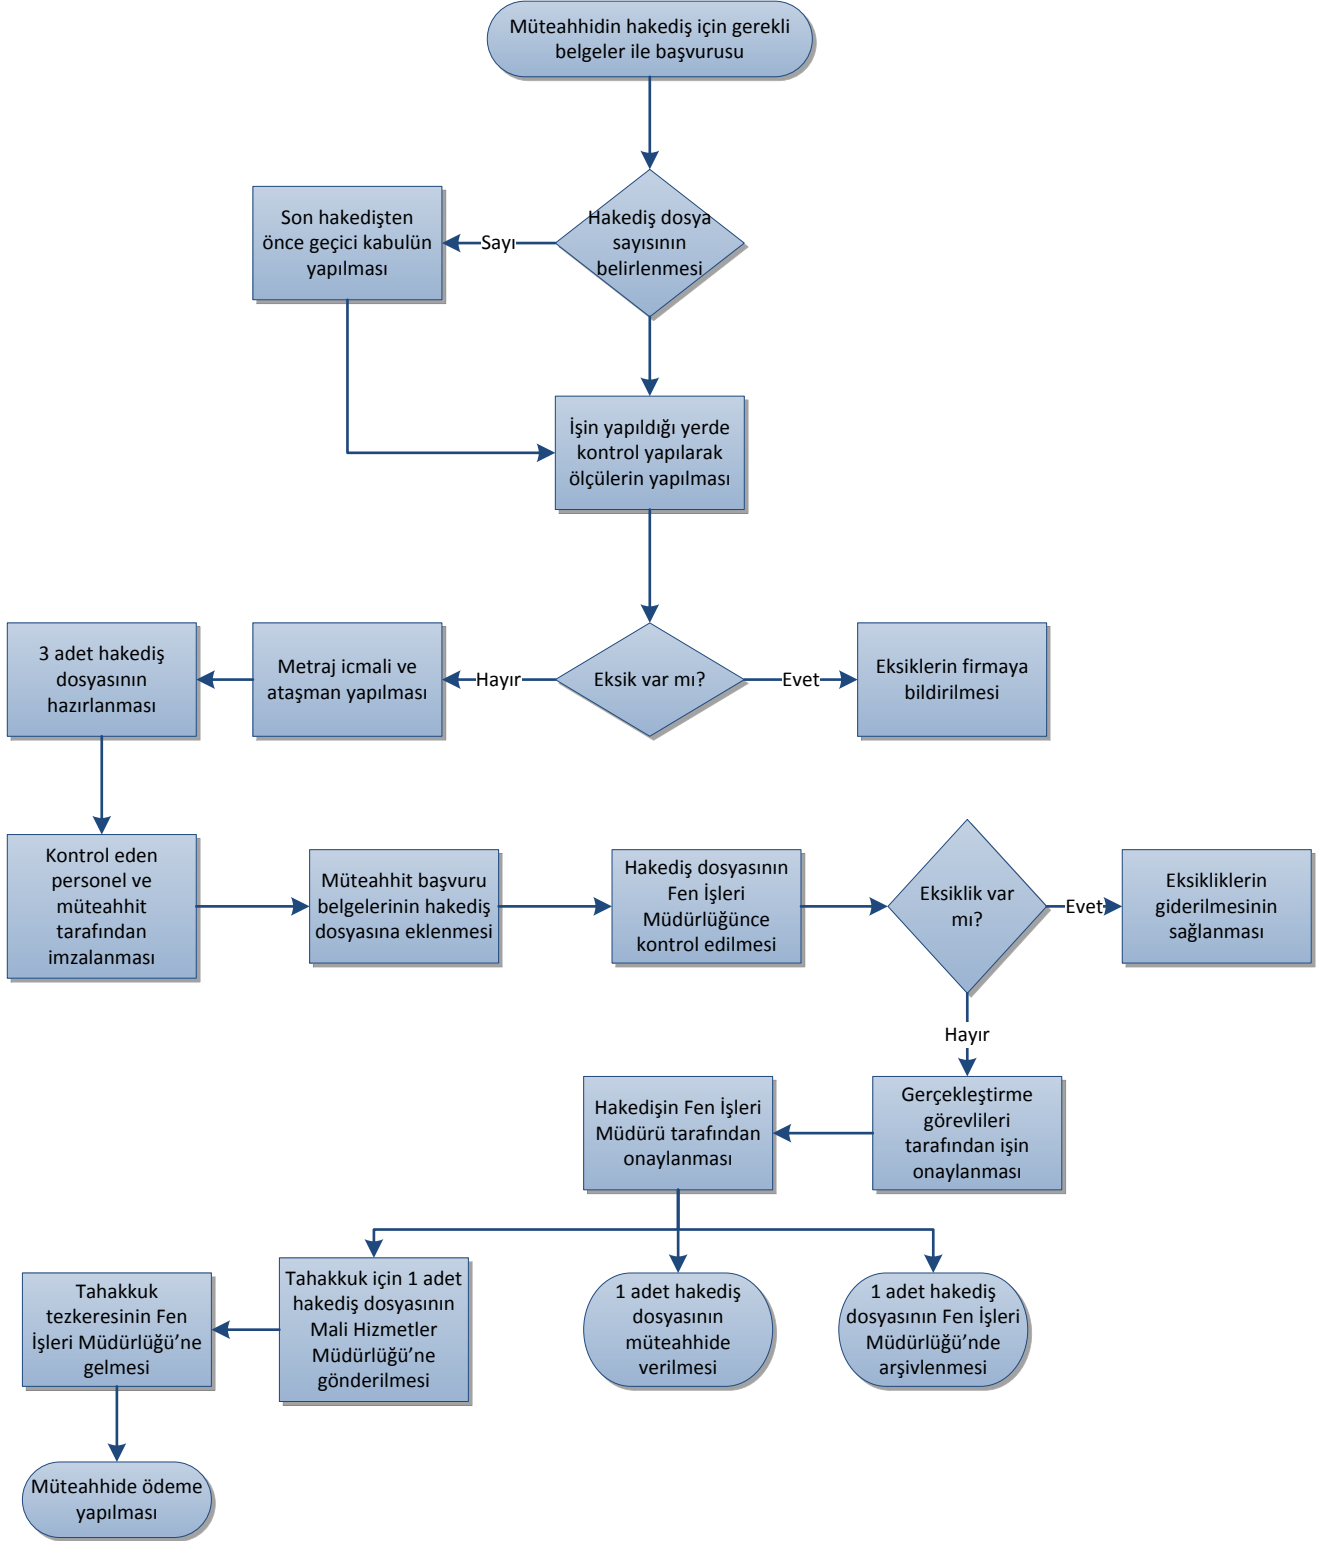 Müteahhidin hakediş için gerekli
belgeler ile başvurusu
Hakediş dosya
sayısının
belirlenmesi
Sayı
Son hakedişten
önce geçici kabulün
yapılması
İşin yapıldığı yerde
kontrol yapılarak
ölçülerin yapılması
Eksik var mı?
Evet
Eksiklerin firmaya
bildirilmesi
Hayır
Metraj icmali ve
ataşman yapılması
3 adet hakediş
dosyasının
hazırlanması
Kontrol eden
personel ve
müteahhit
tarafından
imzalanması
Müteahhit başvuru
belgelerinin hakediş
dosyasına eklenmesi
Hakediş dosyasının
Fen İşleri
Müdürlüğünce
kontrol edilmesi
Eksiklik var
mı?
Evet
Eksikliklerin
giderilmesinin
sağlanması
Hayır
Gerçekleştirme
görevlileri
tarafından işin
onaylanması
Hakedişin Fen İşleri
Müdürü tarafından
onaylanması
Tahakkuk için 1 adet
hakediş dosyasının
Mali Hizmetler
Müdürlüğü’ne
gönderilmesi
1 adet hakediş
dosyasının
müteahhide
verilmesi
1 adet hakediş
dosyasının Fen İşleri
Müdürlüğü’nde
arşivlenmesi
Tahakkuk
tezkeresinin Fen
İşleri Müdürlüğü’ne
gelmesi
Müteahhide ödeme
yapılması